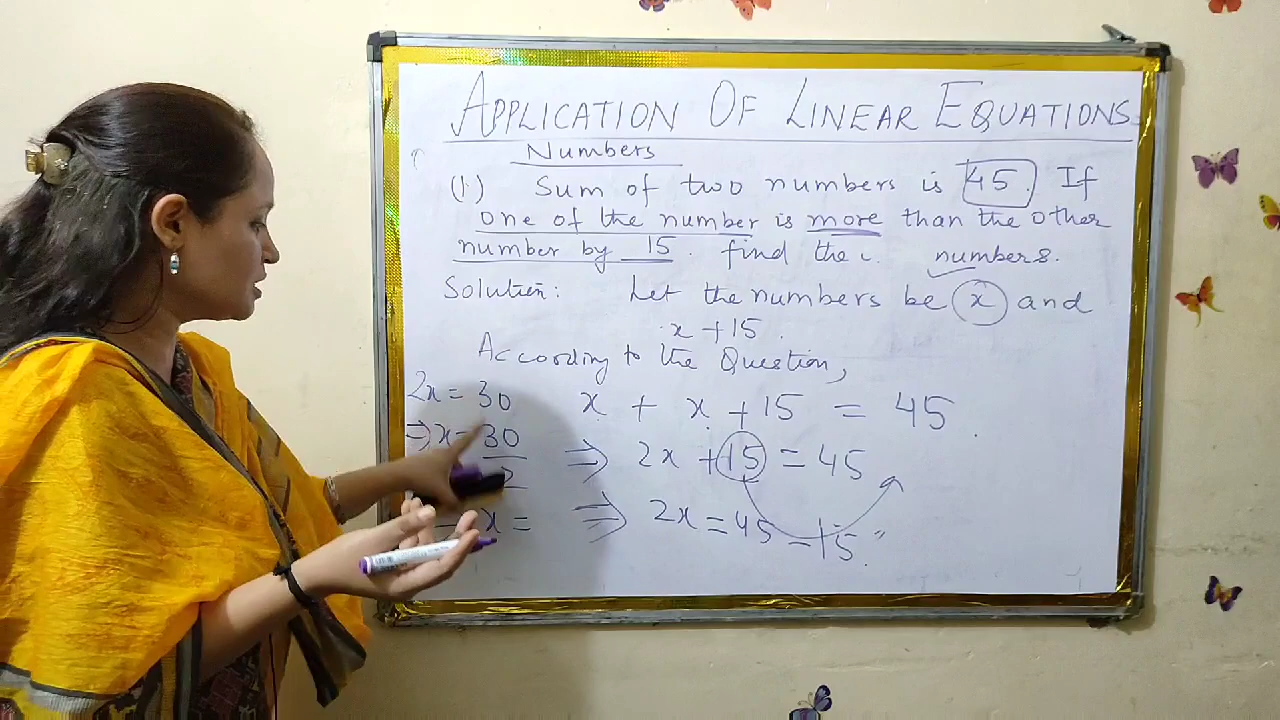 APPLICATION OF LINEAR EQUATIONS
Numbers
(1.) Sum of two numbers is 45. If
one of the number is more than the other
number by 15. find the numbers.
Solution: Let the numbers be x and
x + 15.
According to the Question,
x + x + 15 = 45.
⇒ 2x + 15 = 45
⇒ 2x = 45 - 15.
2x = 30
⇒ x = 30
2
x =